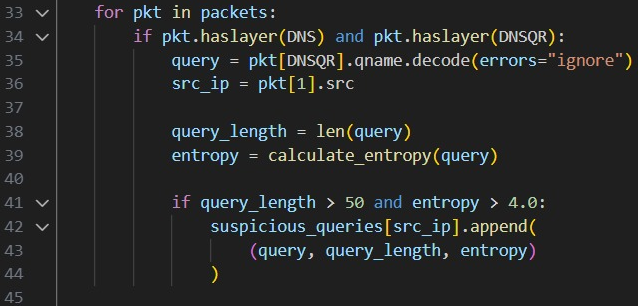 33 for pkt in packets:
34     if pkt.haslayer(DNS) and pkt.haslayer(DNSQR):
35         query = pkt[DNSQR].qname.decode(errors="ignore")
36         src_ip = pkt[1].src
37
38         query_length = len(query)
39         entropy = calculate_entropy(query)
40
41         if query_length > 50 and entropy > 4.0:
42             suspicious_queries[src_ip].append(
43                 (query, query_length, entropy)
44             )
45